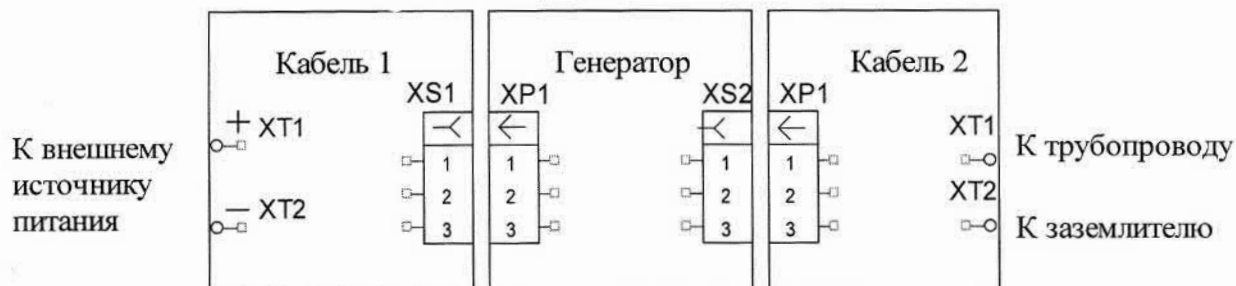 Кабель 1
Генератор
Кабель 2
XS1
XP1
XS2
XP1
+ XT1
XT1
К внешнему
источнику
питания
К трубопроводу
1
1
1
1
XT2
2
2
2
2
— XT2
3
3
3
3
К заземлителю